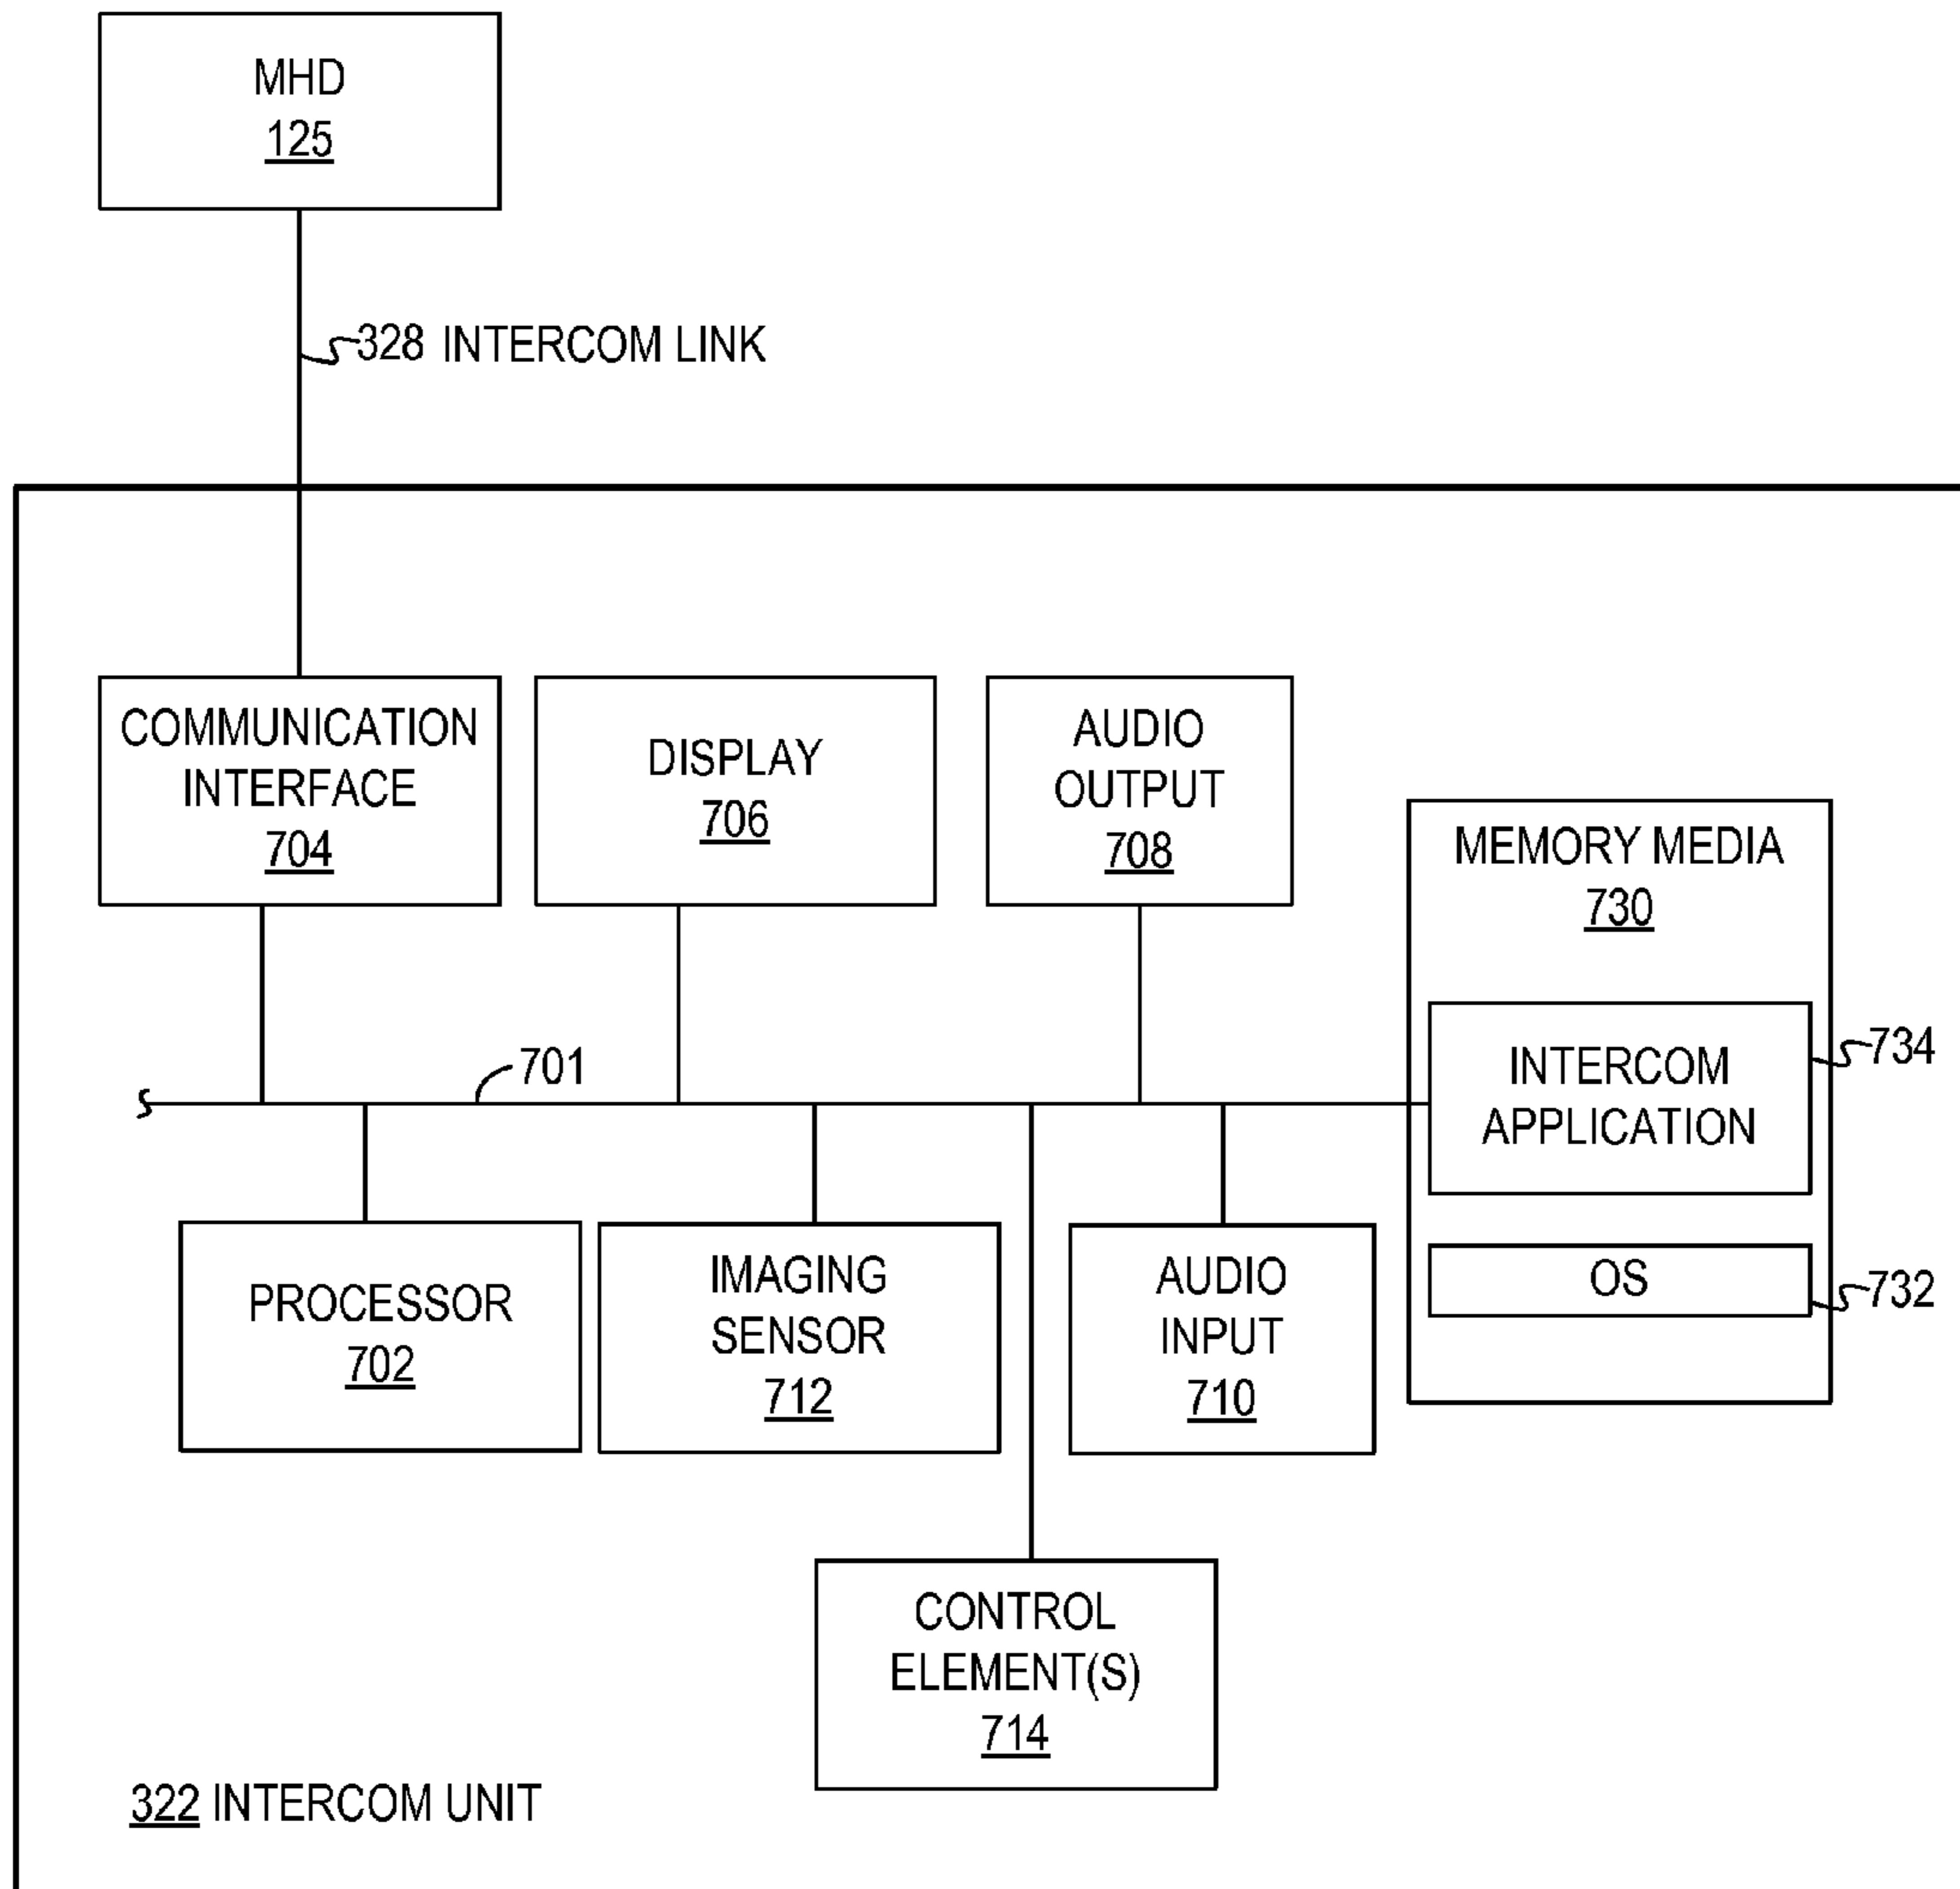 MHD
125
328 INTERCOM LINK
COMMUNICATION
INTERFACE
704
DISPLAY
706
AUDIO
OUTPUT
708
MEMORY MEDIA
730
INTERCOM
APPLICATION
734
OS
732
701
PROCESSOR
702
IMAGING
SENSOR
712
AUDIO
INPUT
710
CONTROL
ELEMENT(S)
714
322 INTERCOM UNIT